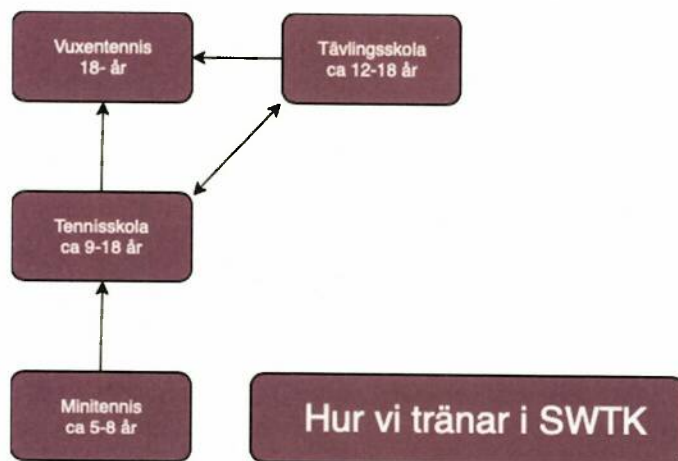 Vuxentennis
18- år
Tävlingsskola
ca 12-18 år
Tennisskola
ca 9-18 år
Minitennis
ca 5-8 år
Hur vi tränar i SWTK